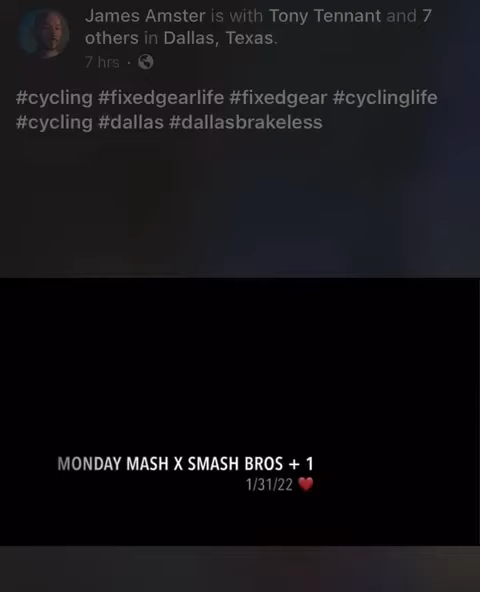 James Amster is with Tony Tennant and 7
others in Dallas, Texas.
7 hrs ·
#cycling #fixedgearlife #fixedgear #cyclinglife
#cycling #dallas #dallasbrakeless
MONDAY MASH X SMASH BROS + 1
1/31/22 ❤️